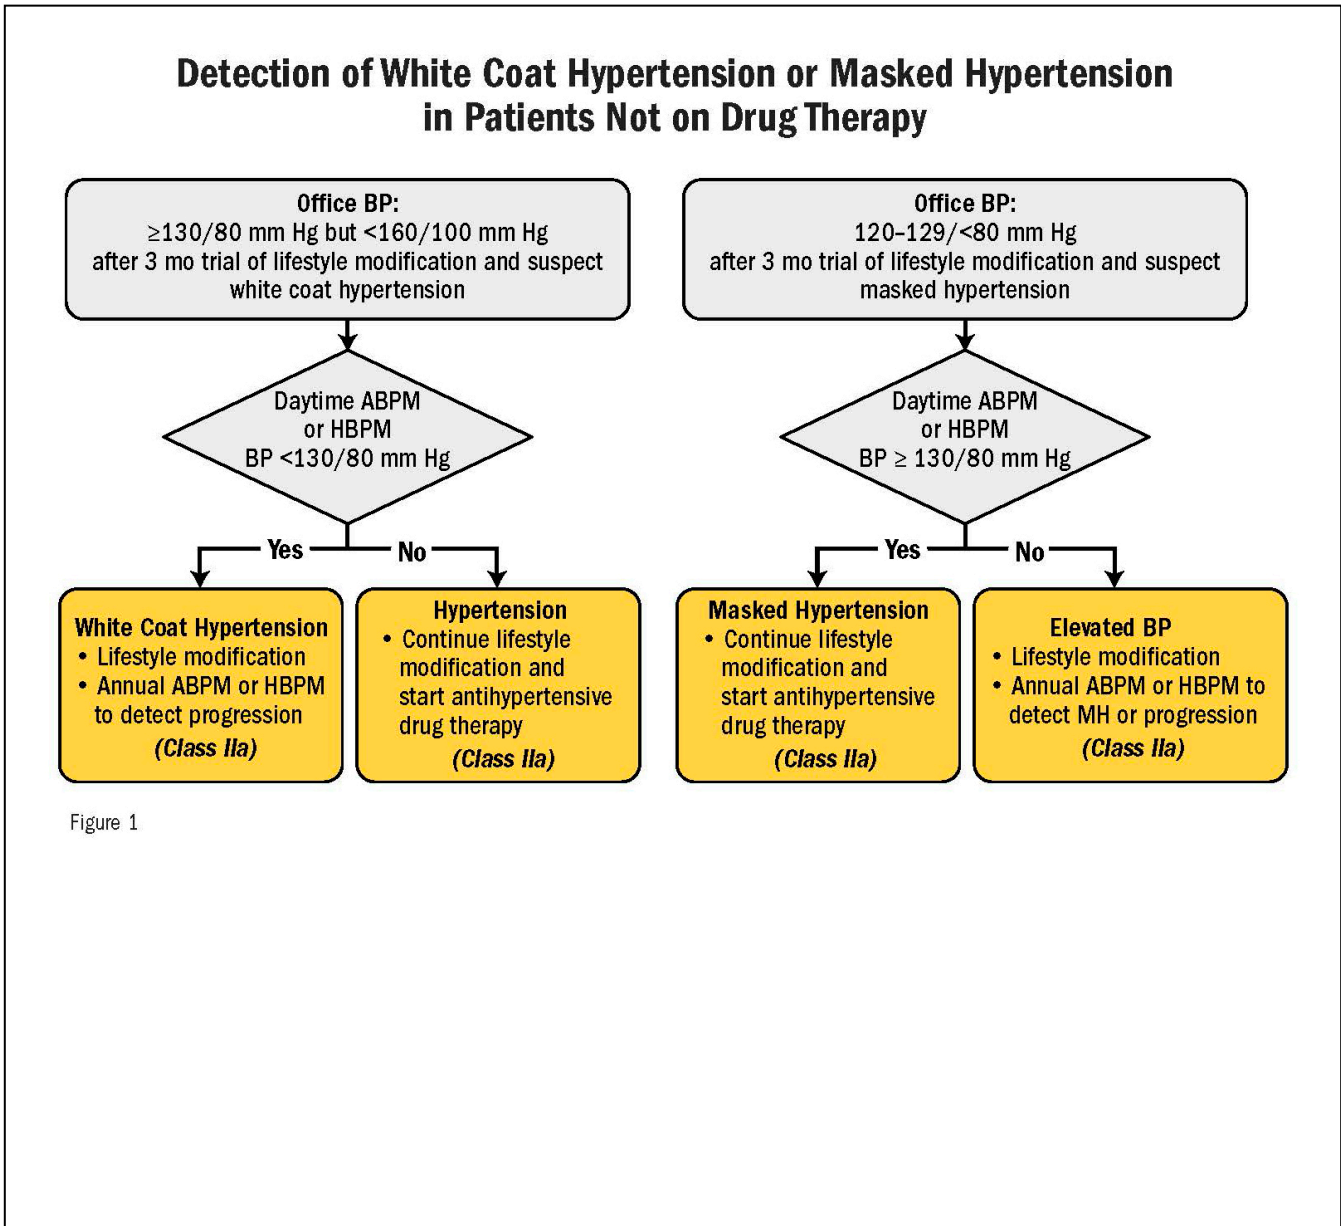 Detection of White Coat Hypertension or Masked Hypertension
in Patients Not on Drug Therapy
Office BP:
≥130/80 mm Hg but <160/100 mm Hg
after 3 mo trial of lifestyle modification and suspect
white coat hypertension
Daytime ABPM
or HBPM
BP <130/80 mm Hg
Yes
No
White Coat Hypertension
• Lifestyle modification
• Annual ABPM or HBPM
to detect progression
(Class IIa)
Hypertension
• Continue lifestyle
modification and
start antihypertensive
drug therapy
(Class IIa)
Office BP:
120–129/<80 mm Hg
after 3 mo trial of lifestyle modification and suspect
masked hypertension
Daytime ABPM
or HBPM
BP ≥ 130/80 mm Hg
Yes
No
Masked Hypertension
• Continue lifestyle
modification and
start antihypertensive
drug therapy
(Class IIa)
Elevated BP
• Lifestyle modification
• Annual ABPM or HBPM to
detect MH or progression
(Class IIa)
Figure 1